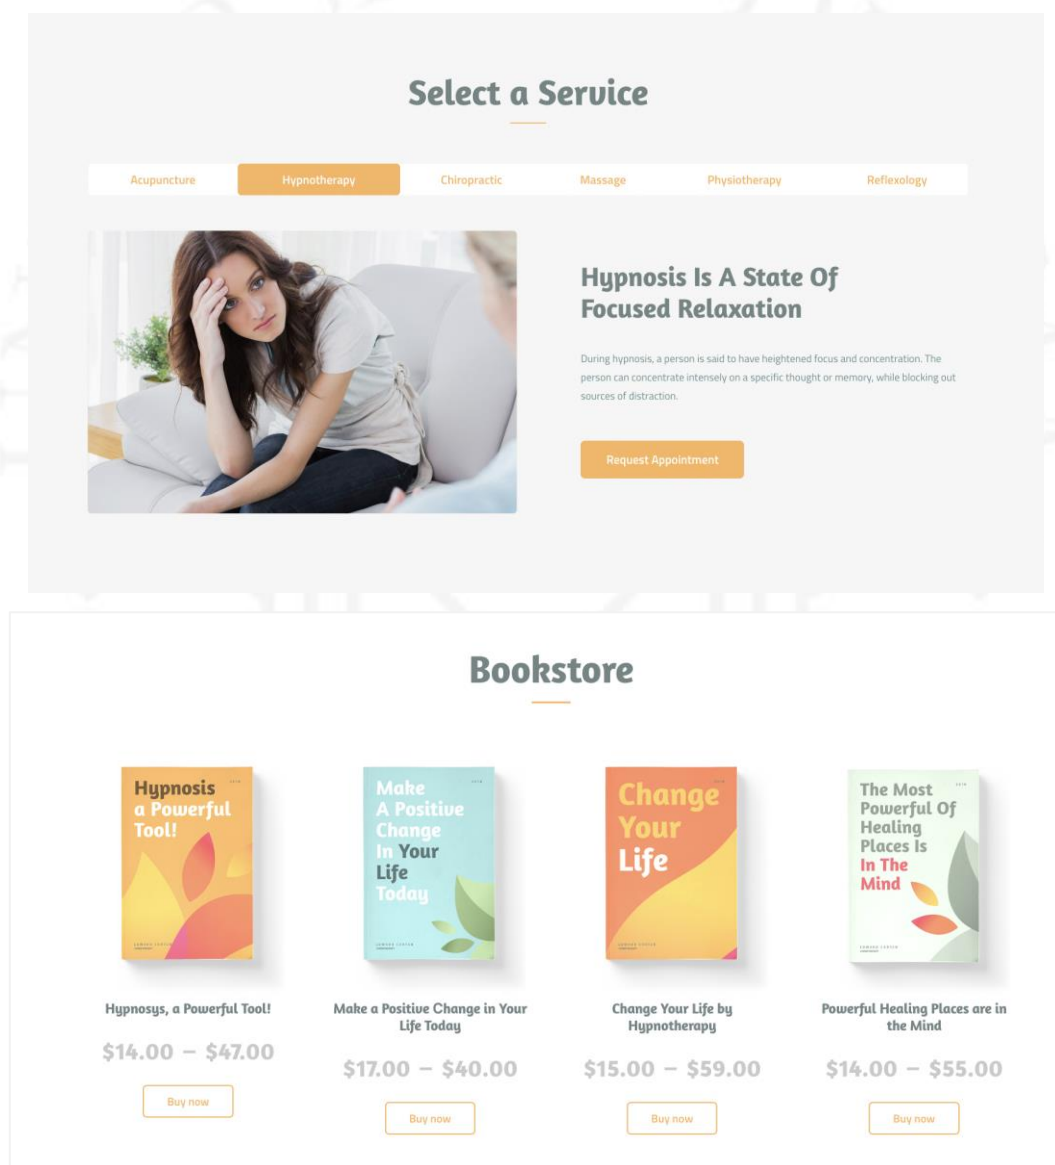 Select a Service
Acupuncture
Hypnotherapy
Chiropractic
Massage
Physiotherapy
Reflexology
Hypnosis Is A State Of
Focused Relaxation
During hypnosis, a person is said to have heightened focus and concentration. The
person can concentrate intensely on a specific thought or memory, while blocking out
sources of distraction.
Request Appointment
Bookstore
Hypnosis
a Powerful
Tool!
Make
A Positive
Change
In Your
Life
Today
Change
Your
Life
The Most
Powerful Of
Healing
Places Is
In The
Mind
Hypnosys, a Powerful Tool!
$14.00 – $47.00
Buy now
Make a Positive Change in Your
Life Today
$17.00 – $40.00
Buy now
Change Your Life by
Hypnotherapy
$15.00 – $59.00
Buy now
Powerful Healing Places are in
the Mind
$14.00 – $55.00
Buy now